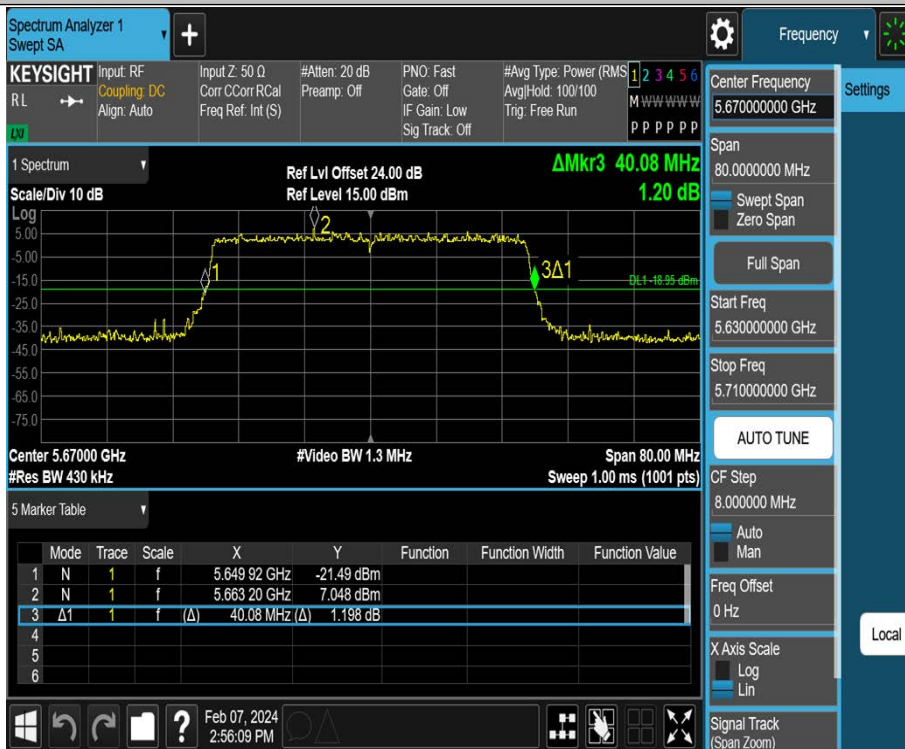 Spectrum Analyzer 1
Swept SA
+
Frequency
KEYSIGHT
RL
LXI
Input: RF
Coupling: DC
Align: Auto
Input Z: 50 Ω
Corr CCorr RCal
Freq Ref: Int (S)
#Atten: 20 dB
Preamp: Off
PNO: Fast
Gate: Off
IF Gain: Low
Sig Track: Off
#Avg Type: Power (RMS
Avg|Hold: 100/100
Trig: Free Run
1 2 3 4 5 6
M W W W W W
P P P P P P
1 Spectrum
Scale/Div 10 dB
Ref Lvl Offset 24.00 dB
Ref Level 15.00 dBm
ΔMkr3 40.08 MHz
1.20 dB
Log
5.00
-5.00
-15.0
-25.0
-35.0
-45.0
-55.0
-65.0
-75.0
1
2
3Δ1
DL1 -18.95 dBm
Center 5.67000 GHz
#Res BW 430 kHz
#Video BW 1.3 MHz
Span 80.00 MHz
Sweep 1.00 ms (1001 pts)
5 Marker Table
Mode Trace Scale X Y Function Function Width Function Value
1 N 1 f 5.649 92 GHz -21.49 dBm
2 N 1 f 5.663 20 GHz 7.048 dBm
3 Δ1 1 f (Δ) 40.08 MHz (Δ) 1.198 dB
4
5
6
?
Feb 07, 2024
2:56:09 PM
Center Frequency
5.670000000 GHz
Span
80.0000000 MHz
Swept Span
Zero Span
Full Span
Start Freq
5.630000000 GHz
Stop Freq
5.710000000 GHz
AUTO TUNE
CF Step
8.000000 MHz
Auto
Man
Freq Offset
0 Hz
X Axis Scale
Log
Lin
Signal Track
(Span Zoom)
Settings
Local